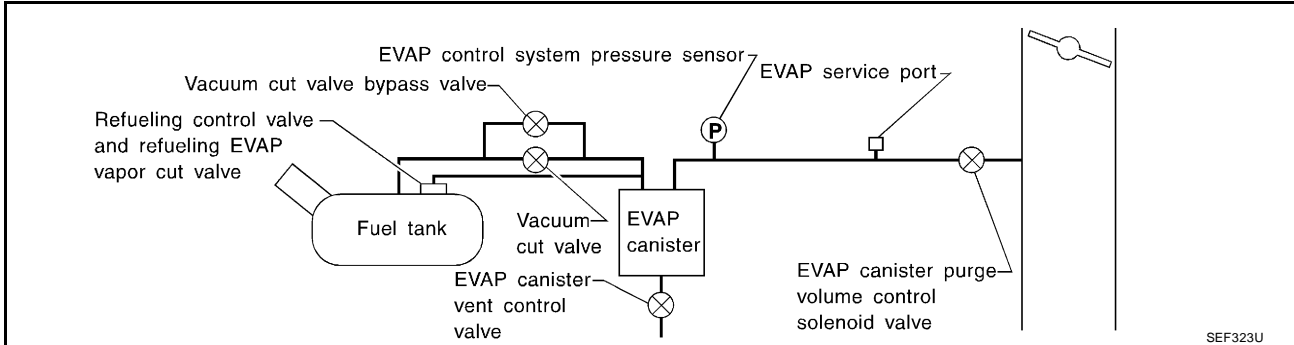 EVAP control system pressure sensor
EVAP service port
Vacuum cut valve bypass valve
Refueling control valve
and refueling EVAP
vapor cut valve
P
Fuel tank
Vacuum
cut valve
EVAP
canister
EVAP canister
vent control
valve
EVAP canister purge
volume control
solenoid valve
SEF323U